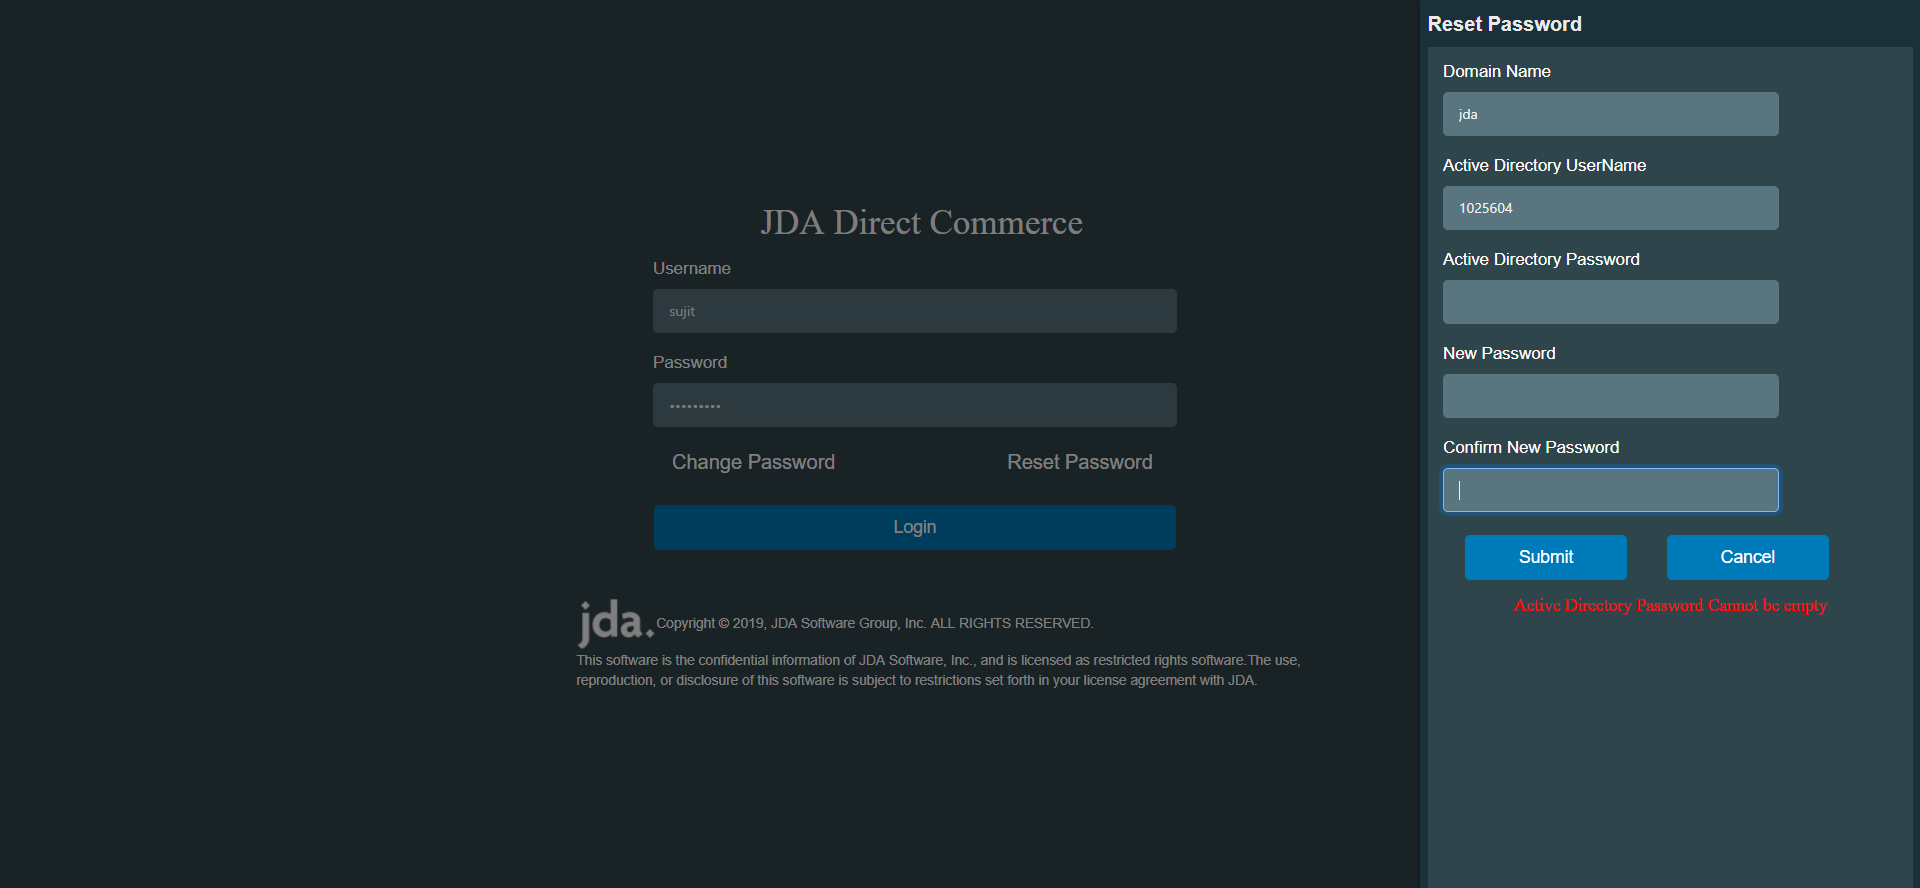 JDA Direct Commerce
Username
sujit
Password
•••••••••
Change Password
Reset Password
Login
jda.
Copyright © 2019, JDA Software Group, Inc. ALL RIGHTS RESERVED.
This software is the confidential information of JDA Software, Inc., and is licensed as restricted rights software.The use,
reproduction, or disclosure of this software is subject to restrictions set forth in your license agreement with JDA.
Reset Password
Domain Name
jda
Active Directory UserName
1025604
Active Directory Password
New Password
Confirm New Password
Submit
Cancel
Active Directory Password Cannot be empty